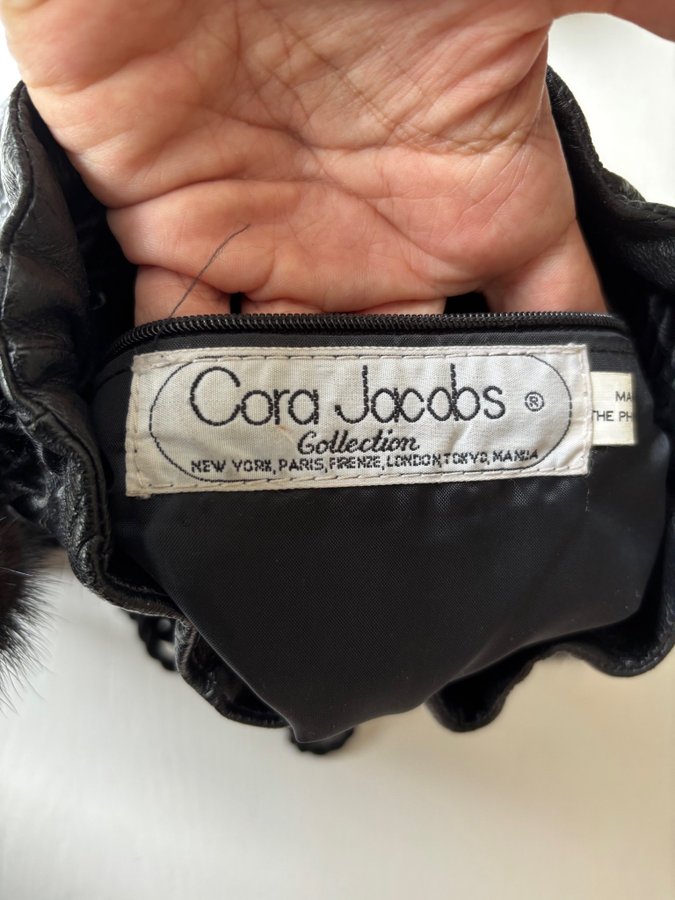 Cora Jacobs ®
Collection
NEW YORK, PARIS, FIRENZE, LONDON, TOKYO, MANILA
MA
THE PH